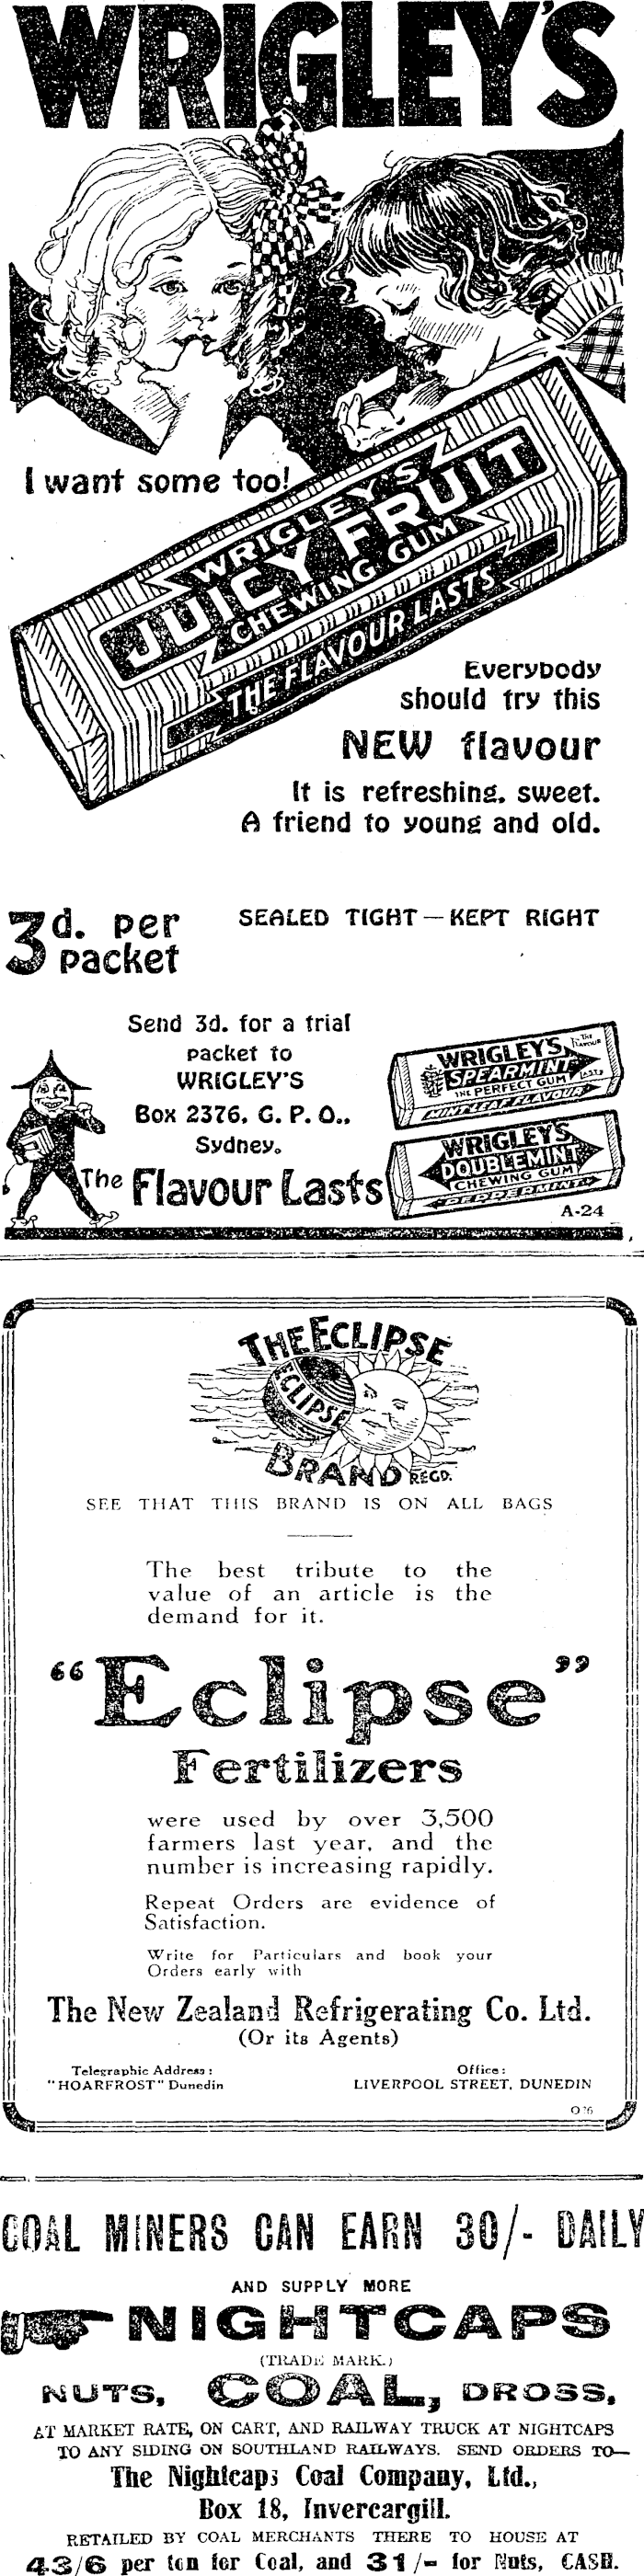 WRIGLEY'S
I want some too!
WRIGLEY'S
JUICY FRUIT
CHEWING GUM
THE FLAVOUR LASTS
Everybody
should try this
NEW flavour
It is refreshing, sweet.
A friend to young and old.
3d. per
packet
SEALED TIGHT — KEPT RIGHT
Send 3d. for a trial
packet to
WRIGLEY'S
Box 2376, G. P. O.,
Sydney.
The Flavour Lasts
WRIGLEY'S
SPEARMINT
THE PERFECT GUM
MINT LEAF FLAVOUR
THE FLAVOUR LASTS
WRIGLEY'S
DOUBLEMINT
CHEWING GUM
PEPPERMINT
A-24
THE ECLIPSE
ECLIPSE
BRAND REGD.
SEE THAT THIS BRAND IS ON ALL BAGS
The best tribute to the
value of an article is the
demand for it.
"Eclipse"
Fertilizers
were used by over 3,500
farmers last year, and the
number is increasing rapidly.
Repeat Orders are evidence of
Satisfaction.
Write for Particulars and book your
Orders early with
The New Zealand Refrigerating Co. Ltd.
(Or its Agents)
Telegraphic Address:
"HOARFROST" Dunedin
Office:
LIVERPOOL STREET, DUNEDIN
COAL MINERS CAN EARN 30/- DAILY
AND SUPPLY MORE
NIGHTCAPS
(TRADE MARK.)
NUTS, COAL, DROSS,
AT MARKET RATE, ON CART, AND RAILWAY TRUCK AT NIGHTCAPS
TO ANY SIDING ON SOUTHLAND RAILWAYS. SEND ORDERS TO—
The Nightcaps Coal Company, Ltd.,
Box 18, Invercargill.
RETAILED BY COAL MERCHANTS THERE TO HOUSE AT
43/6 per ton for Coal, and 31/- for Nuts, CASH.